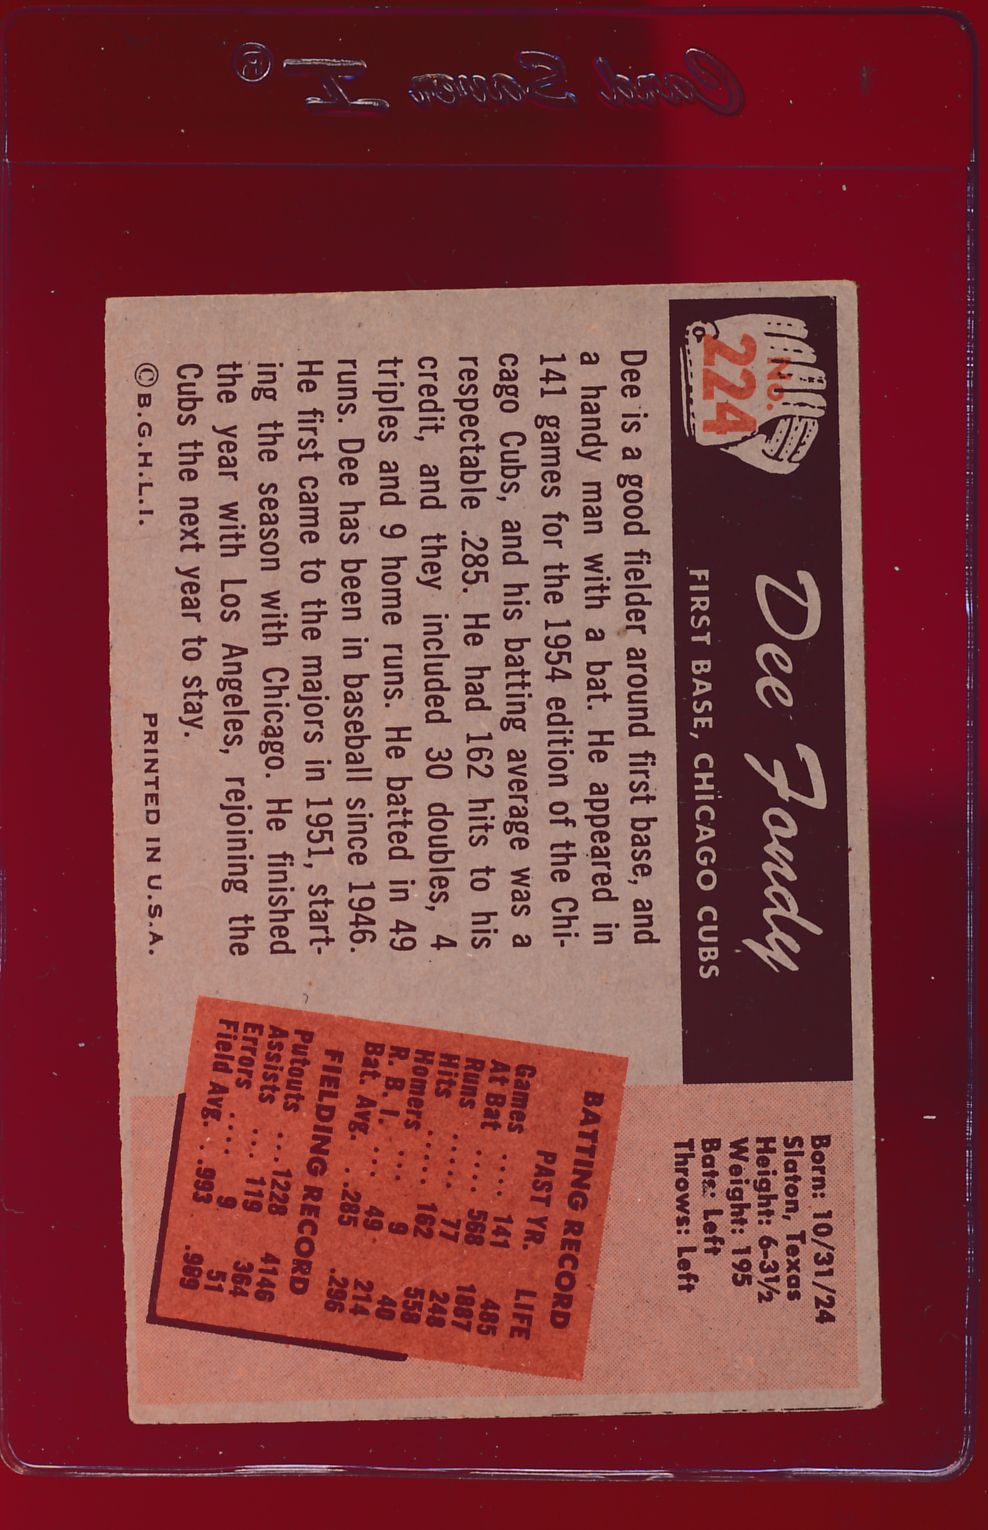 Card Saver I ®
No.
224
Dee Fondy
FIRST BASE, CHICAGO CUBS
Dee is a good fielder around first base, and
a handy man with a bat. He appeared in
141 games for the 1954 edition of the Chi-
cago Cubs, and his batting average was a
respectable .285. He had 162 hits to his
credit, and they included 30 doubles, 4
triples and 9 home runs. He batted in 49
runs. Dee has been in baseball since 1946.
He first came to the majors in 1951, start-
ing the season with Chicago. He finished
the year with Los Angeles, rejoining the
Cubs the next year to stay.
© B.G.H.L.I. PRINTED IN U.S.A.
Born: 10/31/24
Slaton, Texas
Height: 6-3½
Weight: 195
Bats: Left
Throws: Left
BATTING RECORD
PAST YR. LIFE
Games .... 141 485
At Bat .... 568 1887
Runs ..... 77 248
Hits ..... 162 558
Homers ... 9 40
R. B. I. ... 49 214
Bat. Avg. . .285 .296
FIELDING RECORD
Putouts ... 1228 4146
Assists ... 119 364
Errors .... 9 51
Field Avg. . .993 .989